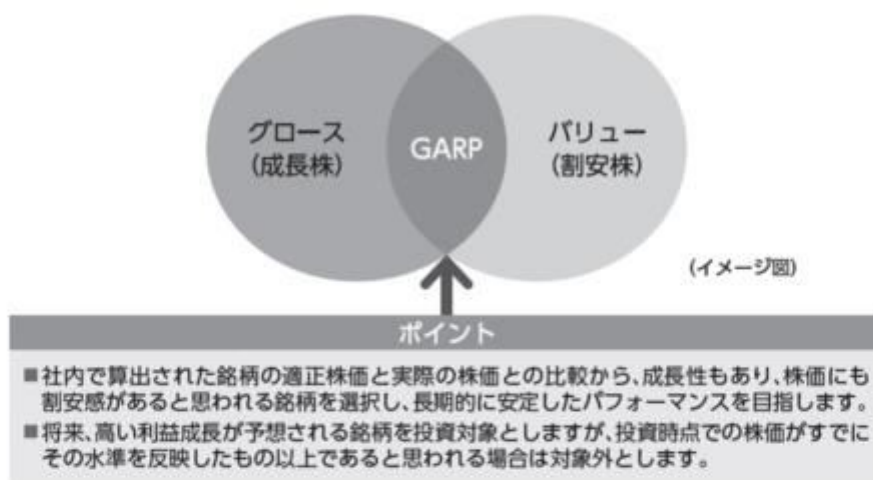 グロース
(成長株)
GARP
バリュー
(割安株)
(イメージ図)
ポイント
■社内で算出された銘柄の適正株価と実際の株価との比較から、成長性もあり、株価にも
割安感があると思われる銘柄を選択し、長期的に安定したパフォーマンスを目指します。
■将来、高い利益成長が予想される銘柄を投資対象としますが、投資時点での株価がすでに
その水準を反映したもの以上であると思われる場合は対象外とします。